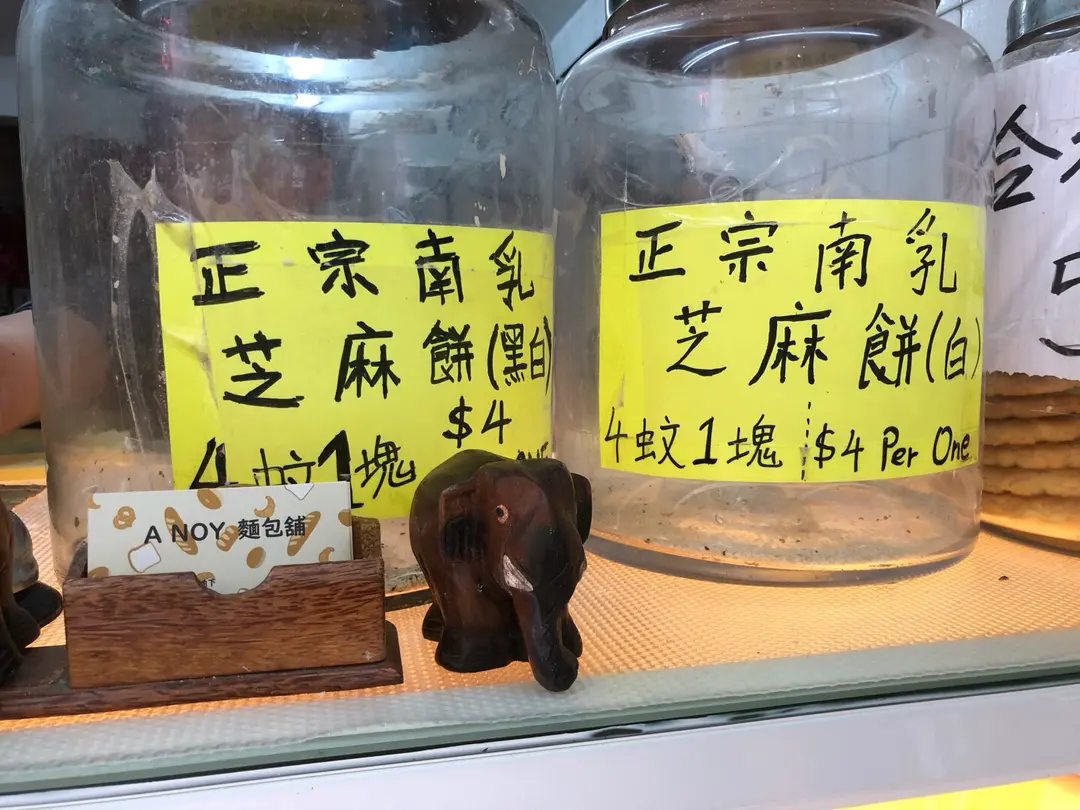 正宗南乳
芝麻餅(黑白)
$4
4蚊1塊
正宗南乳
芝麻餅(白)
4蚊1塊 $4 Per One
A NOY 麵包舖